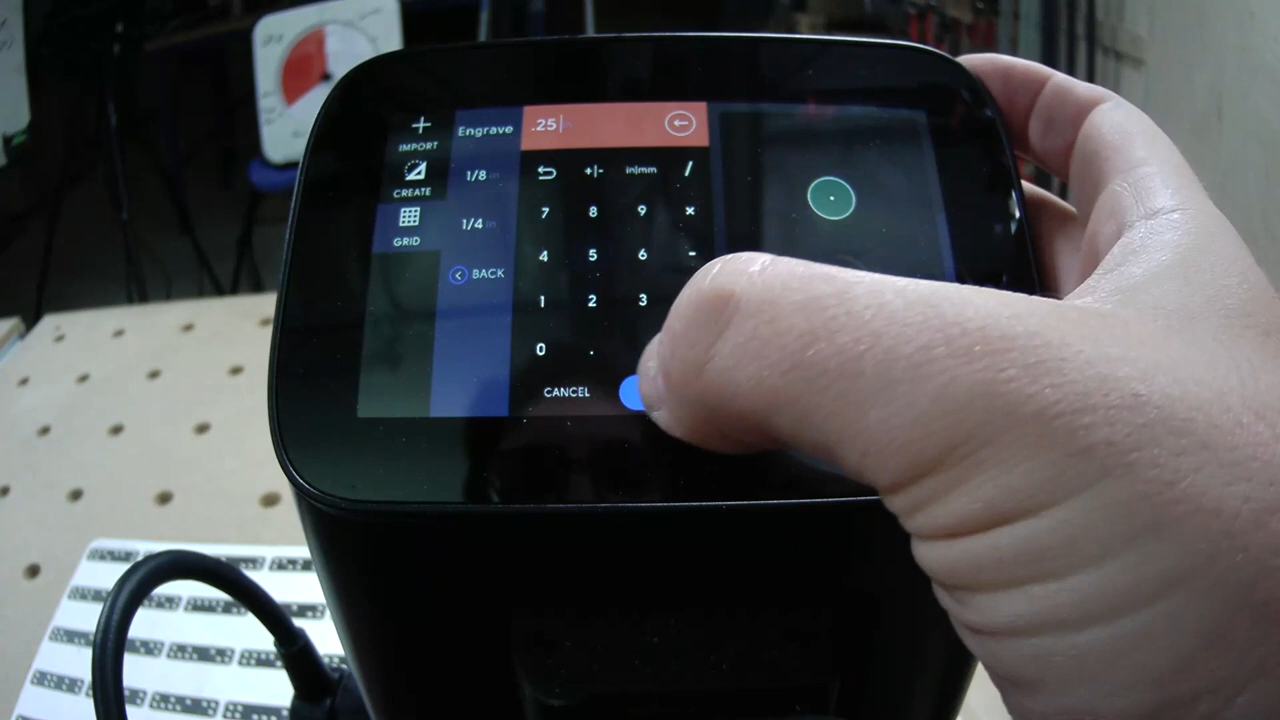 IMPORT
CREATE
GRID
Engrave
1/8 in
1/4 in
BACK
.25
+|- in|mm /
7 8 9 ×
4 5 6 -
1 2 3
0 .
CANCEL